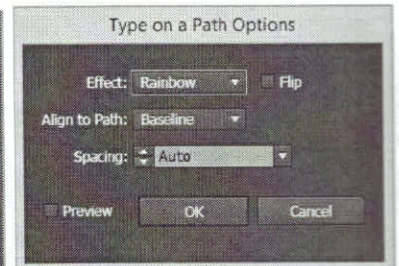 Type on a Path Options
Effect: Rainbow Flip
Align to Path: Baseline
Spacing: Auto
Preview OK Cancel